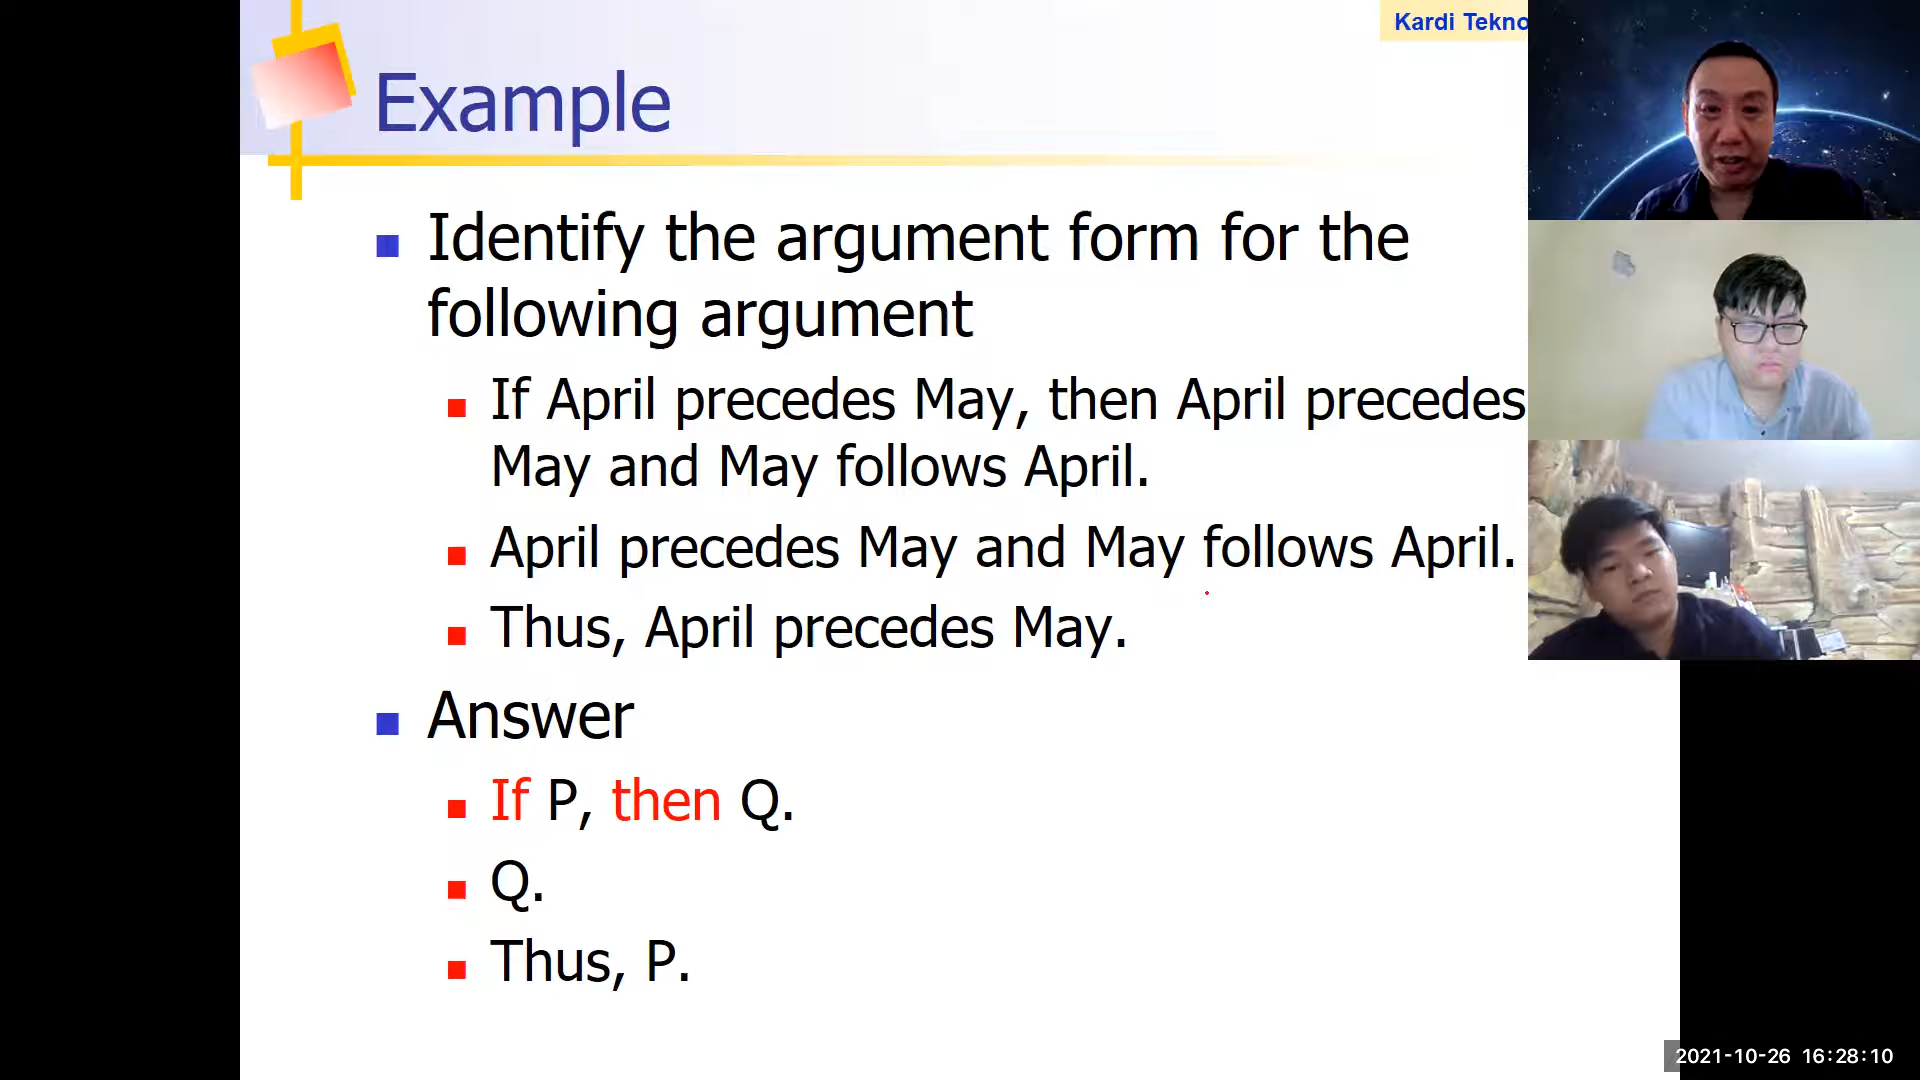 Kardi Tekno
Example
Identify the argument form for the
following argument
If April precedes May, then April precedes
May and May follows April.
April precedes May and May follows April.
Thus, April precedes May.
Answer
If P, then Q.
Q.
Thus, P.
2021-10-26 16:28:10